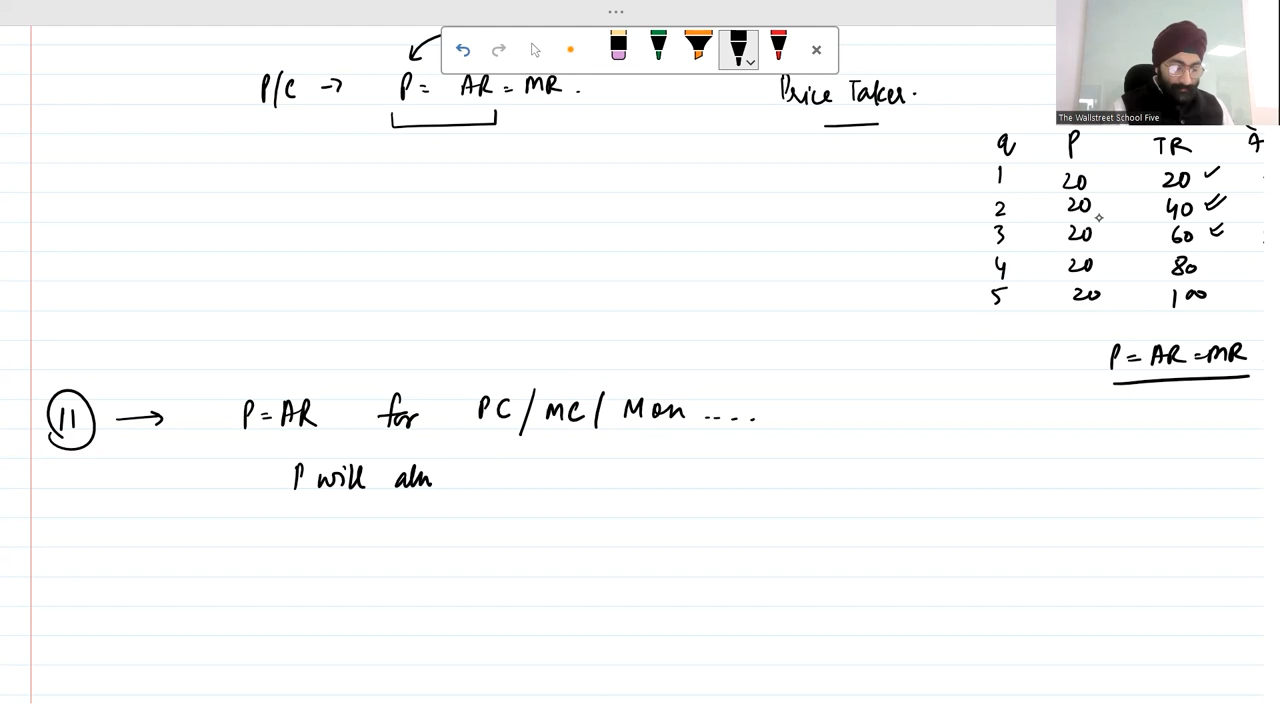 P/C → P = AR = MR.
Price Taker.
The Wallstreet School Five
q P TR
1 20 20 ✓
2 20 40 ✓
3 20 60 ✓
4 20 80
5 20 100
P = AR = MR
11 → P = AR for PC / MC / Mon ....
P will alw